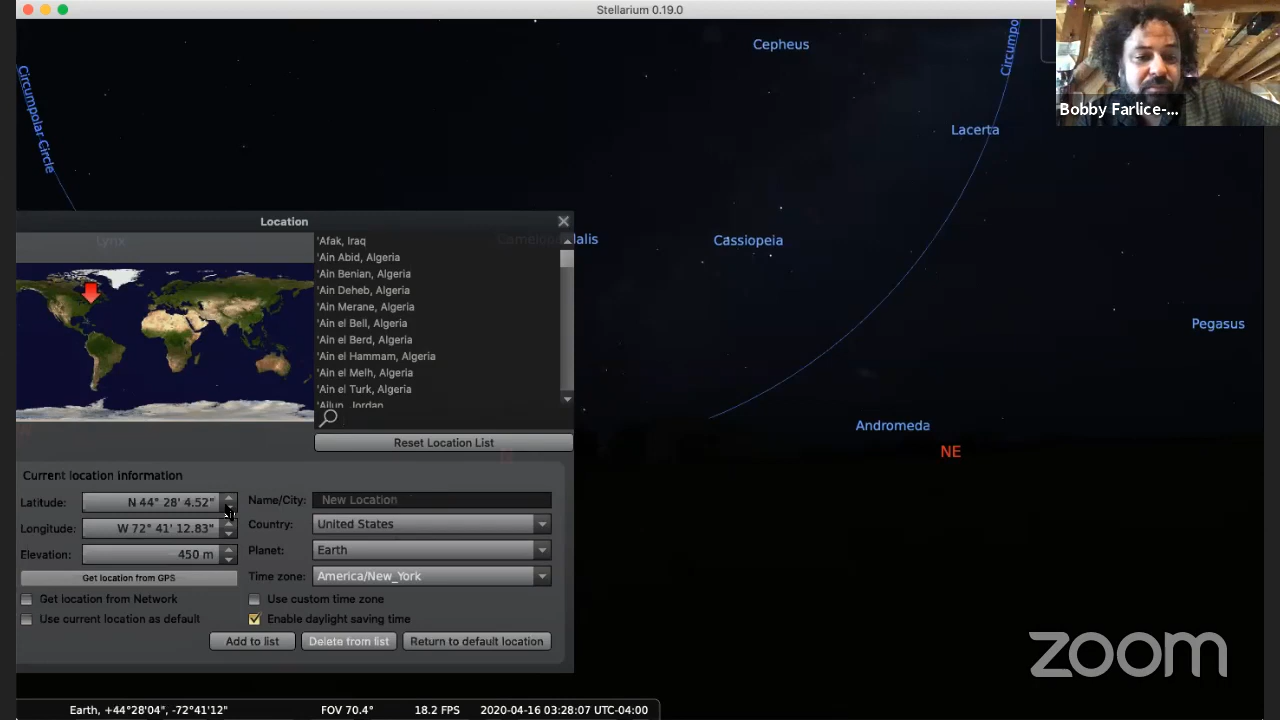 Stellarium 0.19.0
Cepheus
Circumpo
Circumpolar Circle
Lacerta
Bobby Farlice-...
Location
Lynx
'Afak, Iraq
'Ain Abid, Algeria
'Ain Benian, Algeria
'Ain Deheb, Algeria
'Ain Merane, Algeria
'Ain el Bell, Algeria
'Ain el Berd, Algeria
'Ain el Hammam, Algeria
'Ain el Melh, Algeria
'Ain el Turk, Algeria
'Ajlun, Jordan
Camelopardalis
Cassiopeia
Pegasus
Andromeda
NE
Reset Location List
Current location information
Latitude: N 44° 28' 4.52"
Longitude: W 72° 41' 12.83"
Elevation: 450 m
Get location from GPS
Get location from Network
Use current location as default
Name/City: New Location
Country: United States
Planet: Earth
Time zone: America/New_York
Use custom time zone
Enable daylight saving time
Add to list
Delete from list
Return to default location
zoom
Earth, +44°28'04", -72°41'12" FOV 70.4° 18.2 FPS 2020-04-16 03:28:07 UTC-04:00